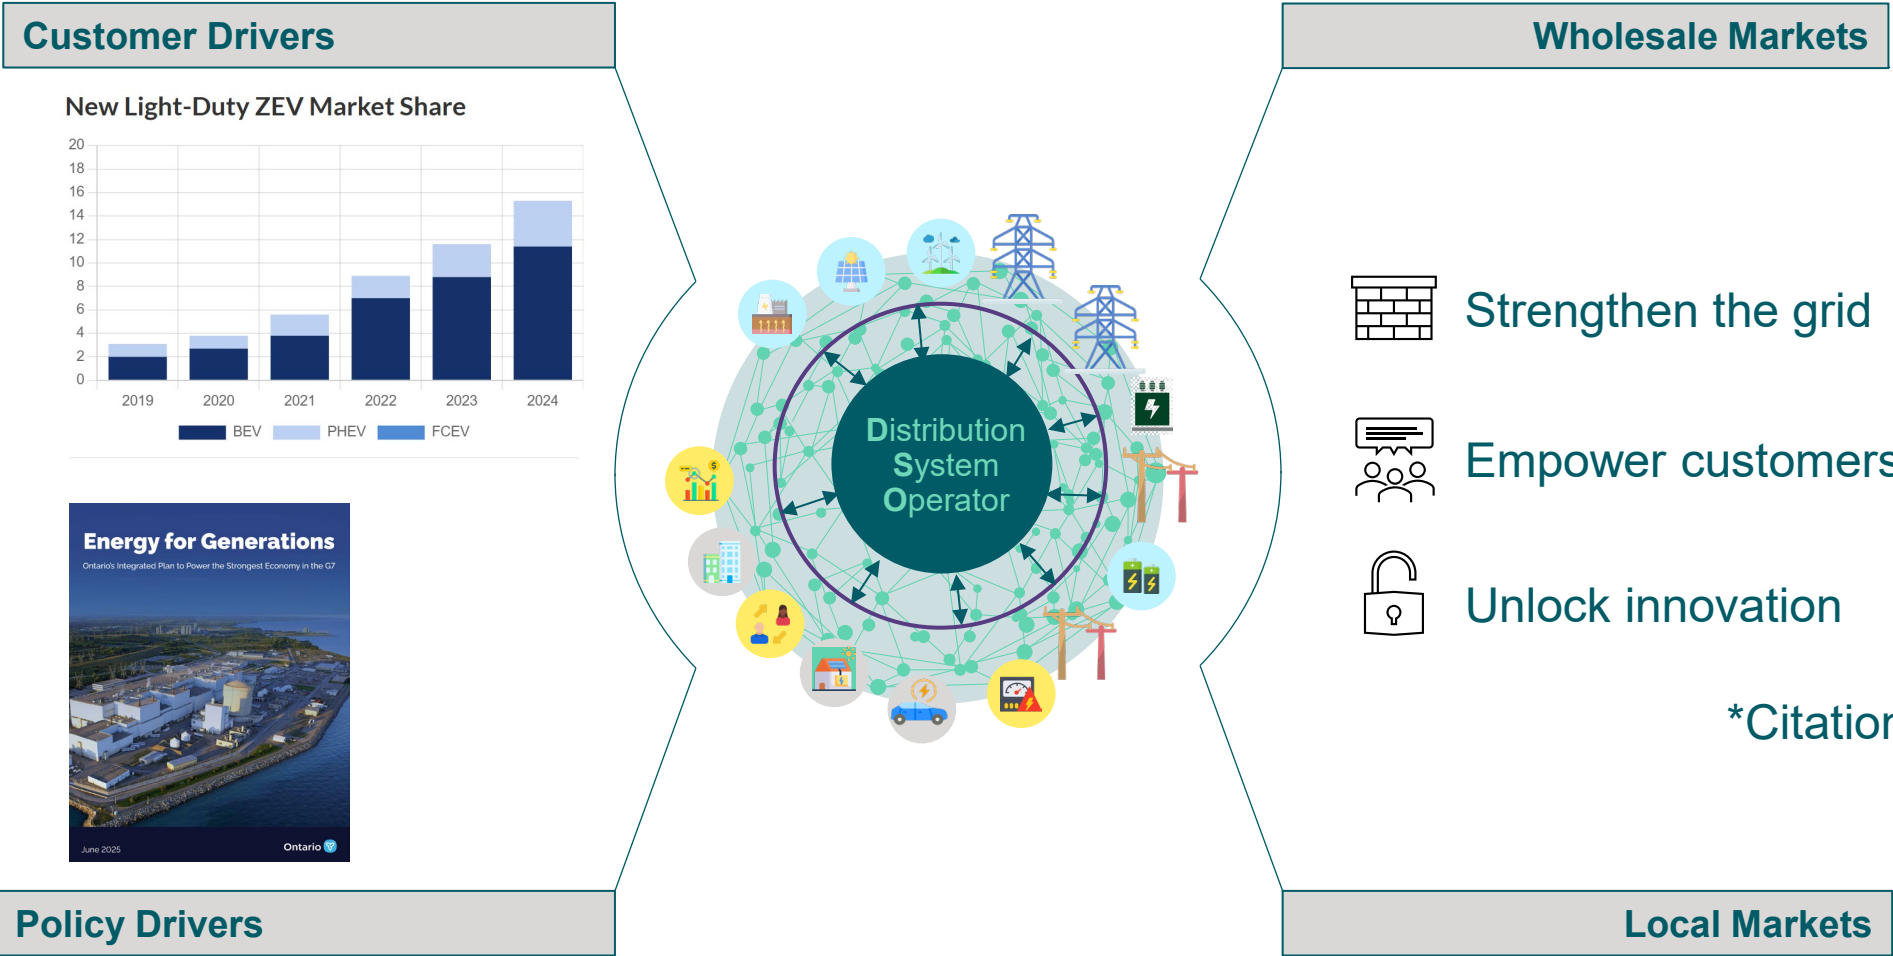 Customer Drivers
Wholesale Markets
New Light-Duty ZEV Market Share
20
18
16
14
12
10
8
6
4
2
0
2019 2020 2021 2022 2023 2024
BEV PHEV FCEV
Energy for Generations
Ontario's Integrated Plan to Power the Strongest Economy in the G7
June 2025
Ontario
Distribution
System
Operator
$
Strengthen the grid
Empower customers
Unlock innovation
*Citation
Policy Drivers
Local Markets